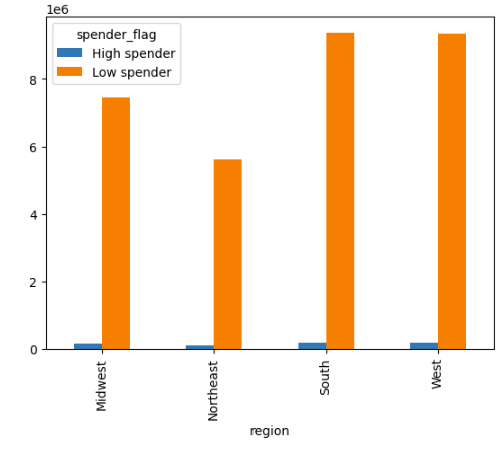 1e6
spender_flag
High spender
Low spender
8
6
4
2
0
Midwest
Northeast
South
West
region